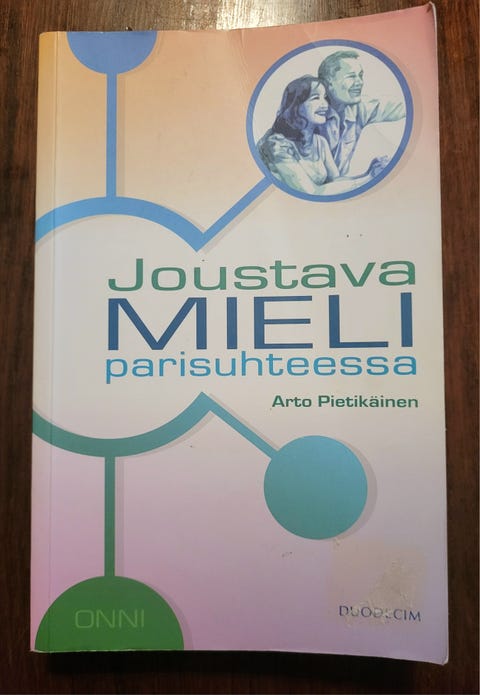 Joustava
MIELI
parisuhteessa
Arto Pietikäinen
ONNI
DUODECIM